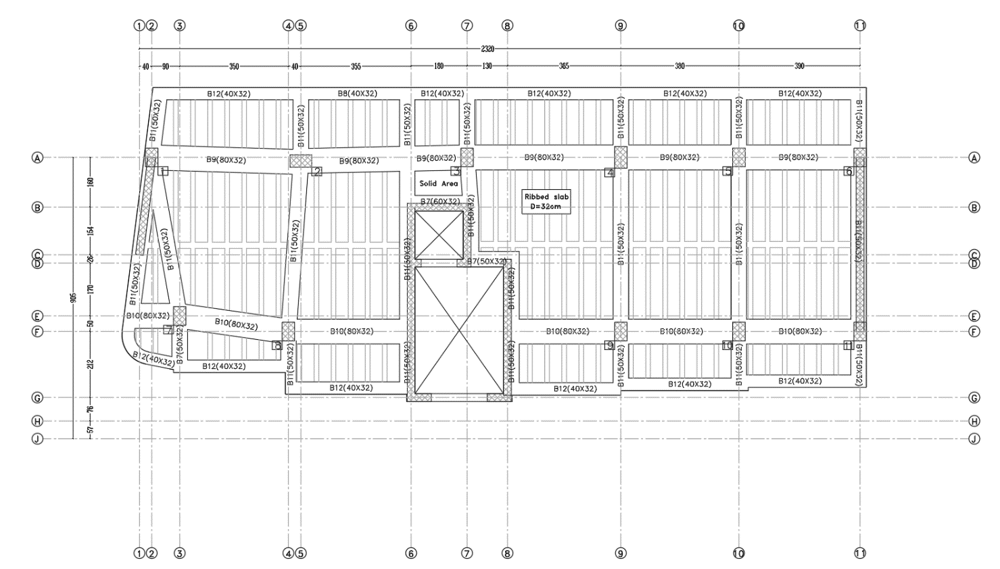 1 2 3 4 5 6 7 8 9 10 11
2320
40 90 350 40 355 180 130 365 380 390
B12(40X32) B8(40X32) B12(40X32) B12(40X32) B12(40X32) B12(40X32)
B11(50X32) B11(50X32) B11(50X32) B11(50X32) B11(50X32) B11(50X32) B11(50X32)
A B9(80X32) B9(80X32) B9(80X32) B9(80X32) B9(80X32) B9(80X32) A
1 2 3 4 5 6
160
Solid Area
Ribbed slab
D=32cm
B7(60X32)
B B
B11(50X32)
154
B11(50X32) B11(50X32) B11(50X32) B11(50X32) B11(50X32) B11(50X32)
C C
26
D B7(50X32) D
B11(50X32) B11(50X32)
905
170
E B10(80X32) E
B10(80X32)
50
7
F B10(80X32) B10(80X32) B10(80X32) B10(80X32) F
8 9 10 11
B7(50X32)
B12(40X32) B12(40X32)
B11(50X32) B11(50X32) B11(50X32) B11(50X32) B11(50X32) B11(50X32)
212
B12(40X32) B12(40X32) B12(40X32) B12(40X32)
G G
76
H H
57
J J
1 2 3 4 5 6 7 8 9 10 11